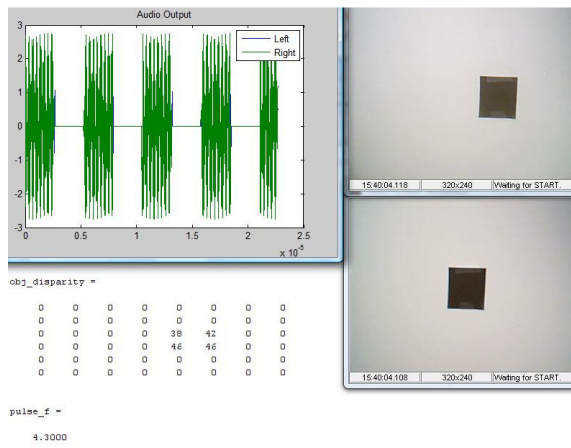 Audio Output
3
2
1
0
-1
-2
-3
Left
Right
0 0.5 1 1.5 2 2.5
x 10^-5
15:40:04.118 320x240 Waiting for START.
15:40:04.108 320x240 Waiting for START.
obj_disparity =
0 0 0 0 0 0 0 0
0 0 0 0 0 0 0 0
0 0 0 0 38 42 0 0
0 0 0 0 46 46 0 0
0 0 0 0 0 0 0 0
0 0 0 0 0 0 0 0
pulse_f =
4.3000